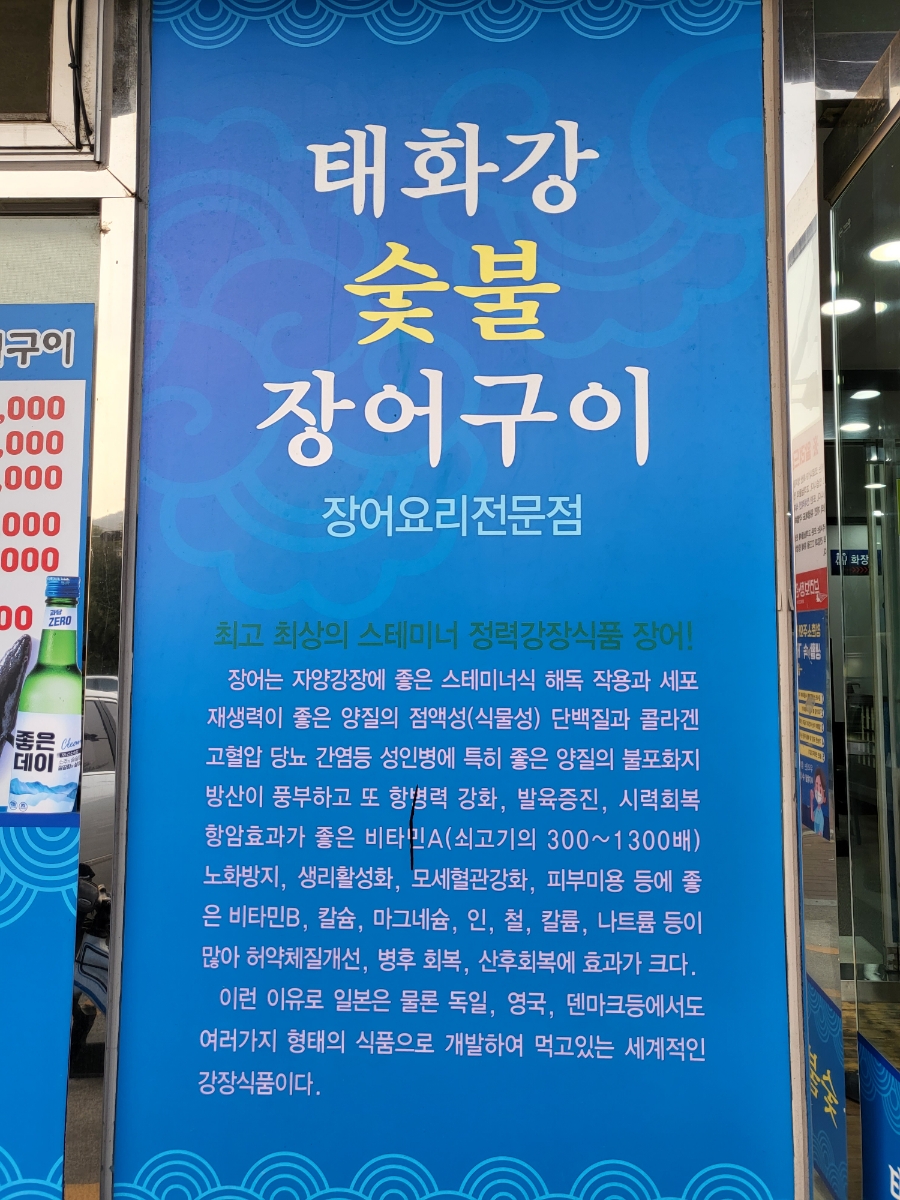 태화강
숯불
장어구이
장어요리전문점
최고 최상의 스테미너 정력강장식품 장어!
장어는 자양강장에 좋은 스테미너식 해독 작용과 세포
재생력이 좋은 양질의 점액성(식물성) 단백질과 콜라겐
고혈압 당뇨 간염등 성인병에 특히 좋은 양질의 불포화지
방산이 풍부하고 또 항병력 강화, 발육증진, 시력회복
항암효과가 좋은 비타민A(쇠고기의 300~1300배)
노화방지, 생리활성화, 모세혈관강화, 피부미용 등에 좋
은 비타민B, 칼슘, 마그네슘, 인, 철, 칼륨, 나트륨 등이
많아 허약체질개선, 병후 회복, 산후회복에 효과가 크다.
이런 이유로 일본은 물론 독일, 영국, 덴마크등에서도
여러가지 형태의 식품으로 개발하여 먹고있는 세계적인
강장식품이다.
구이
,000
,000
,000
,000
,000
00
ZERO
좋은
데이
화장
숯